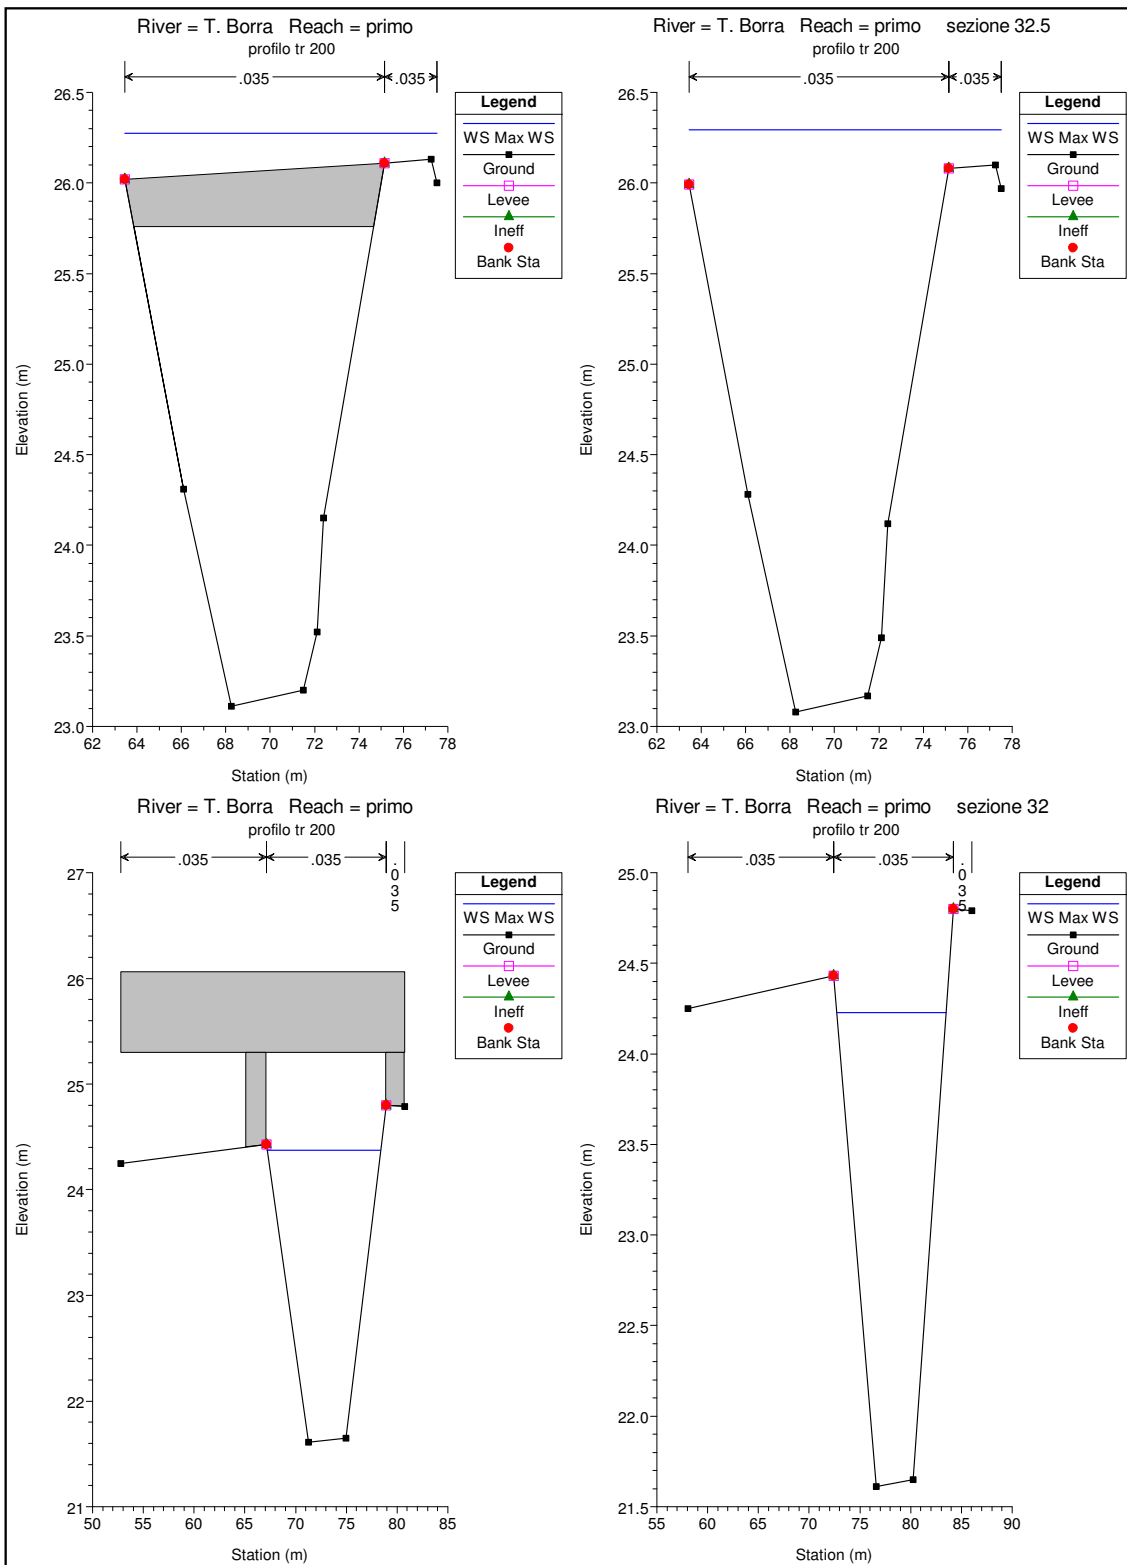 River = T. Borra   Reach = primo
profilo tr 200
.035
.035
26.5
26.0
25.5
25.0
24.5
24.0
23.5
23.0
62
64
66
68
70
72
74
76
78
Elevation (m)
Station (m)
Legend
WS Max WS
Ground
Levee
Ineff
Bank Sta
River = T. Borra   Reach = primo   sezione 32.5
profilo tr 200
.035
.035
26.5
26.0
25.5
25.0
24.5
24.0
23.5
23.0
62
64
66
68
70
72
74
76
78
Elevation (m)
Station (m)
Legend
WS Max WS
Ground
Levee
Ineff
Bank Sta
River = T. Borra   Reach = primo
profilo tr 200
.035
.035
.035
27
26
25
24
23
22
21
50
55
60
65
70
75
80
85
Elevation (m)
Station (m)
Legend
WS Max WS
Ground
Levee
Ineff
Bank Sta
River = T. Borra   Reach = primo   sezione 32
profilo tr 200
.035
.035
.035
25.0
24.5
24.0
23.5
23.0
22.5
22.0
21.5
55
60
65
70
75
80
85
90
Elevation (m)
Station (m)
Legend
WS Max WS
Ground
Levee
Ineff
Bank Sta